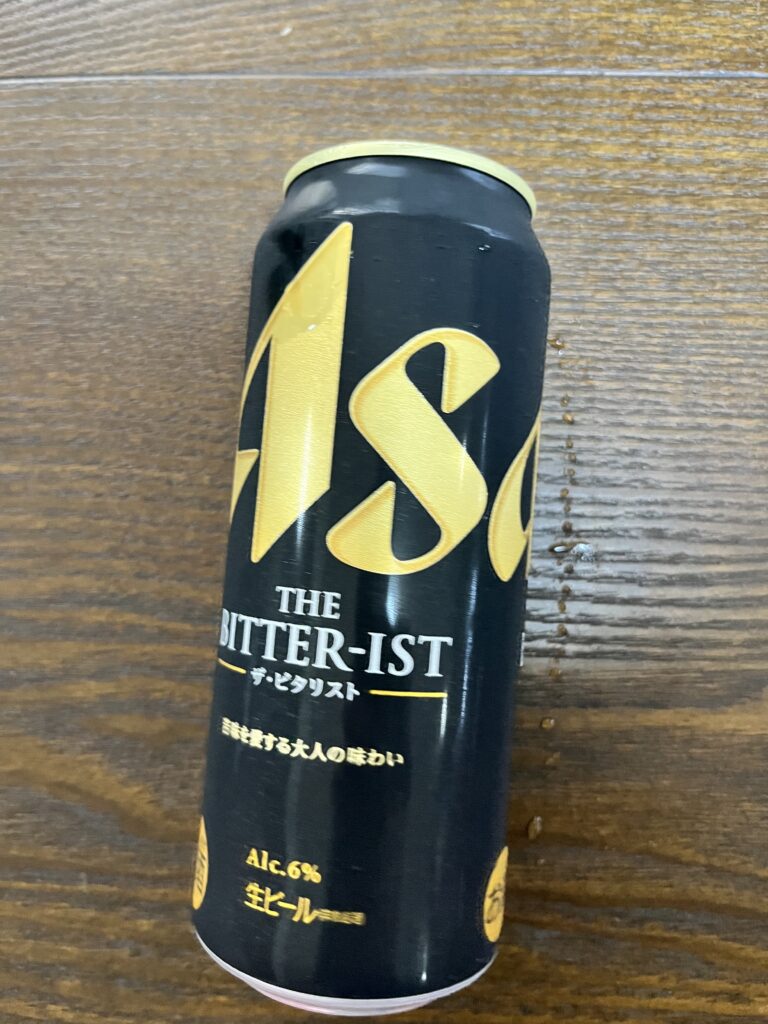 Asa
THE
BITTER-IST
ザ・ビタリスト
苦味を愛する大人の味わい
Alc.6%
生ビール
お